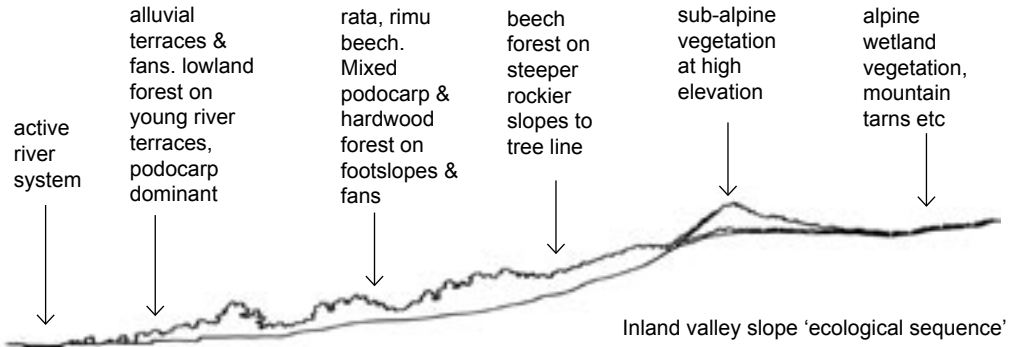 active
river
system
alluvial
terraces &
fans. lowland
forest on
young river
terraces,
podocarp
dominant
rata, rimu
beech.
Mixed
podocarp &
hardwood
forest on
footslopes &
fans
beech
forest on
steeper
rockier
slopes to
tree line
sub-alpine
vegetation
at high
elevation
alpine
wetland
vegetation,
mountain
tarns etc
Inland valley slope ‘ecological sequence’